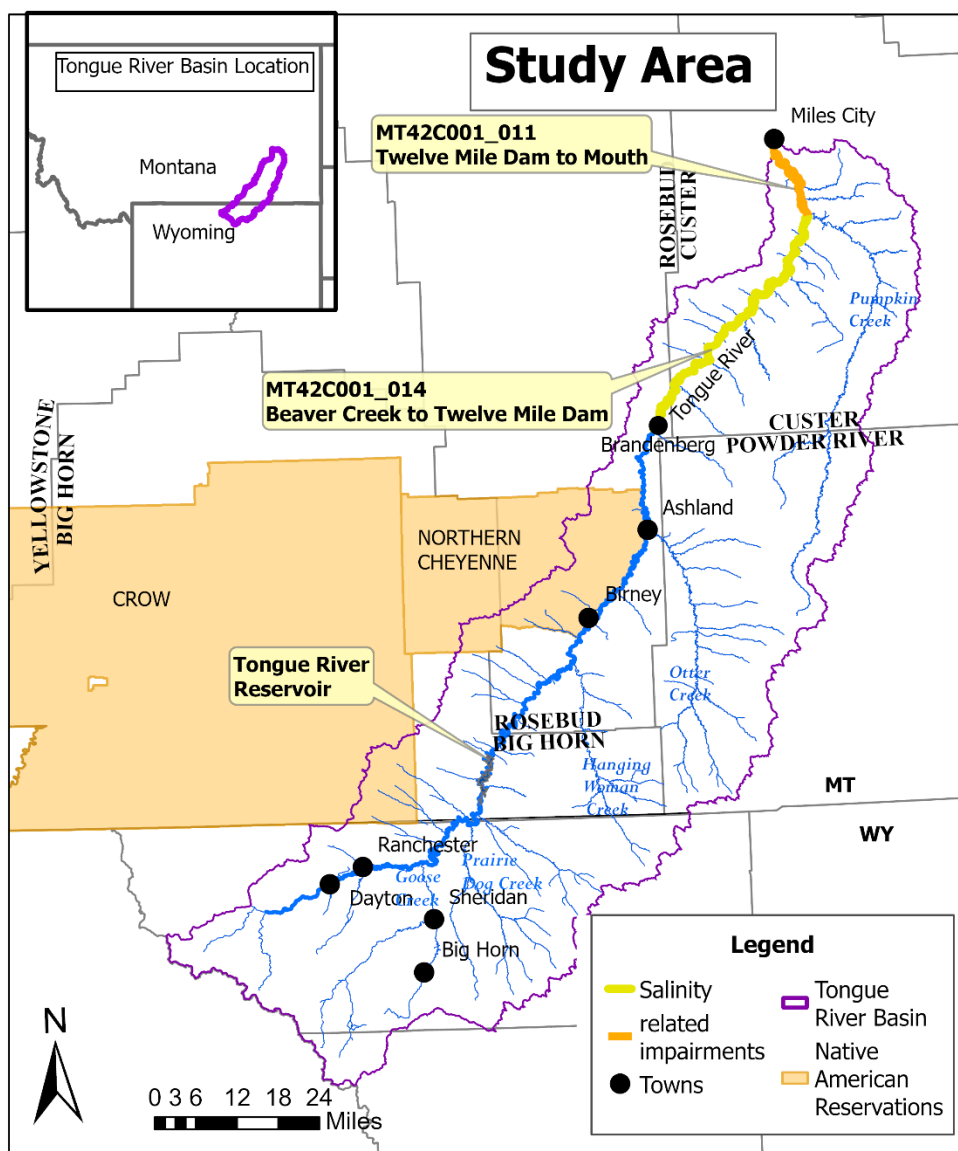 Tongue River Basin Location
Montana
Wyoming
Study Area
Miles City
MT42C001_011
Twelve Mile Dam to Mouth
ROSEBUD
CUSTER
Pumpkin
Creek
MT42C001_014
Beaver Creek to Twelve Mile Dam
Tongue River
Brandenberg
CUSTER
POWDER RIVER
YELLOWSTONE
BIG HORN
Ashland
NORTHERN
CHEYENNE
CROW
Birney
Tongue River
Reservoir
Otter
Creek
ROSEBUD
BIG HORN
Hanging
Woman
Creek
MT
WY
Ranchester
Prairie
Dog Creek
Goose
Creek
Dayton
Sheridan
Big Horn
Legend
Salinity
related
impairments
Towns
Tongue
River Basin
Native
American
Reservations
N
0 3 6 12 18 24
Miles